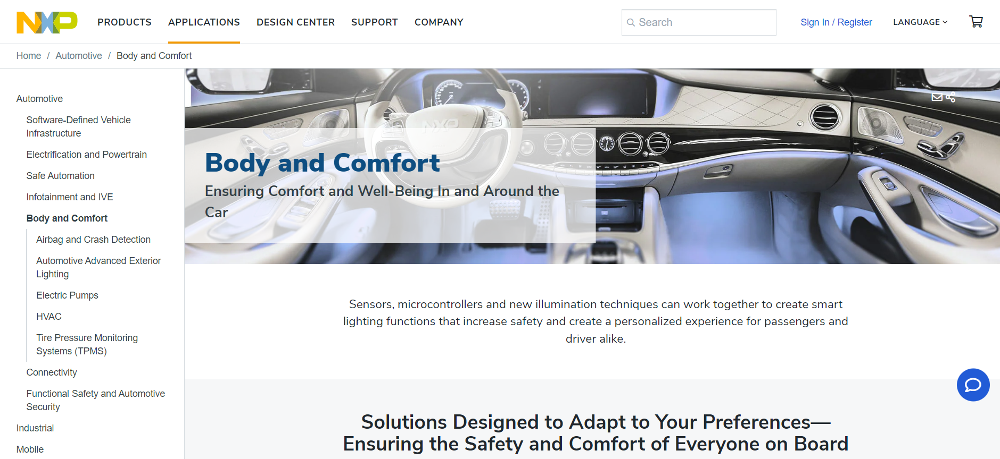 NXP
PRODUCTS
APPLICATIONS
DESIGN CENTER
SUPPORT
COMPANY
Search
Sign In / Register
LANGUAGE
Home / Automotive / Body and Comfort
Automotive
Software-Defined Vehicle
Infrastructure
Electrification and Powertrain
Safe Automation
Infotainment and IVE
Body and Comfort
Airbag and Crash Detection
Automotive Advanced Exterior
Lighting
Electric Pumps
HVAC
Tire Pressure Monitoring
Systems (TPMS)
Connectivity
Functional Safety and Automotive
Security
Industrial
Mobile
NXP
Body and Comfort
Ensuring Comfort and Well-Being In and Around the
Car
Sensors, microcontrollers and new illumination techniques can work together to create smart
lighting functions that increase safety and create a personalized experience for passengers and
driver alike.
Solutions Designed to Adapt to Your Preferences—
Ensuring the Safety and Comfort of Everyone on Board